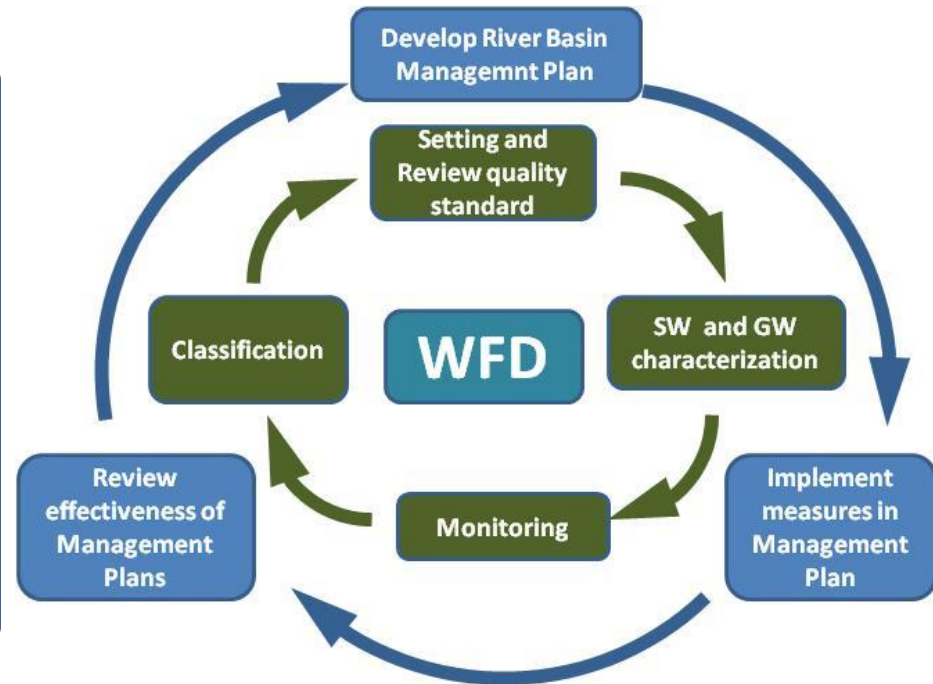 Develop River Basin
Managemnt Plan
Setting and
Review quality
standard
Classification
WFD
SW and GW
characterization
Review
effectiveness of
Management
Plans
Monitoring
Implement
measures in
Management
Plan